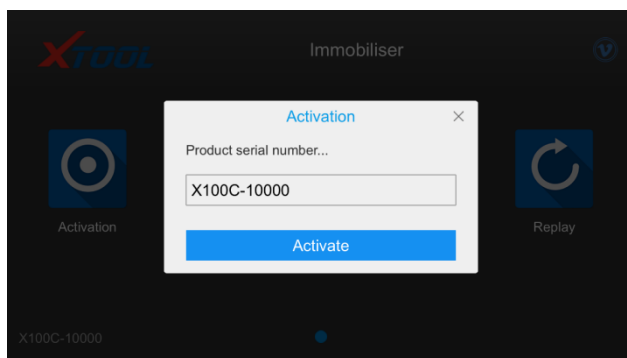 XTOOL
Immobiliser
Activation
Product serial number...
X100C-10000
Activate
Activation
Replay
X100C-10000